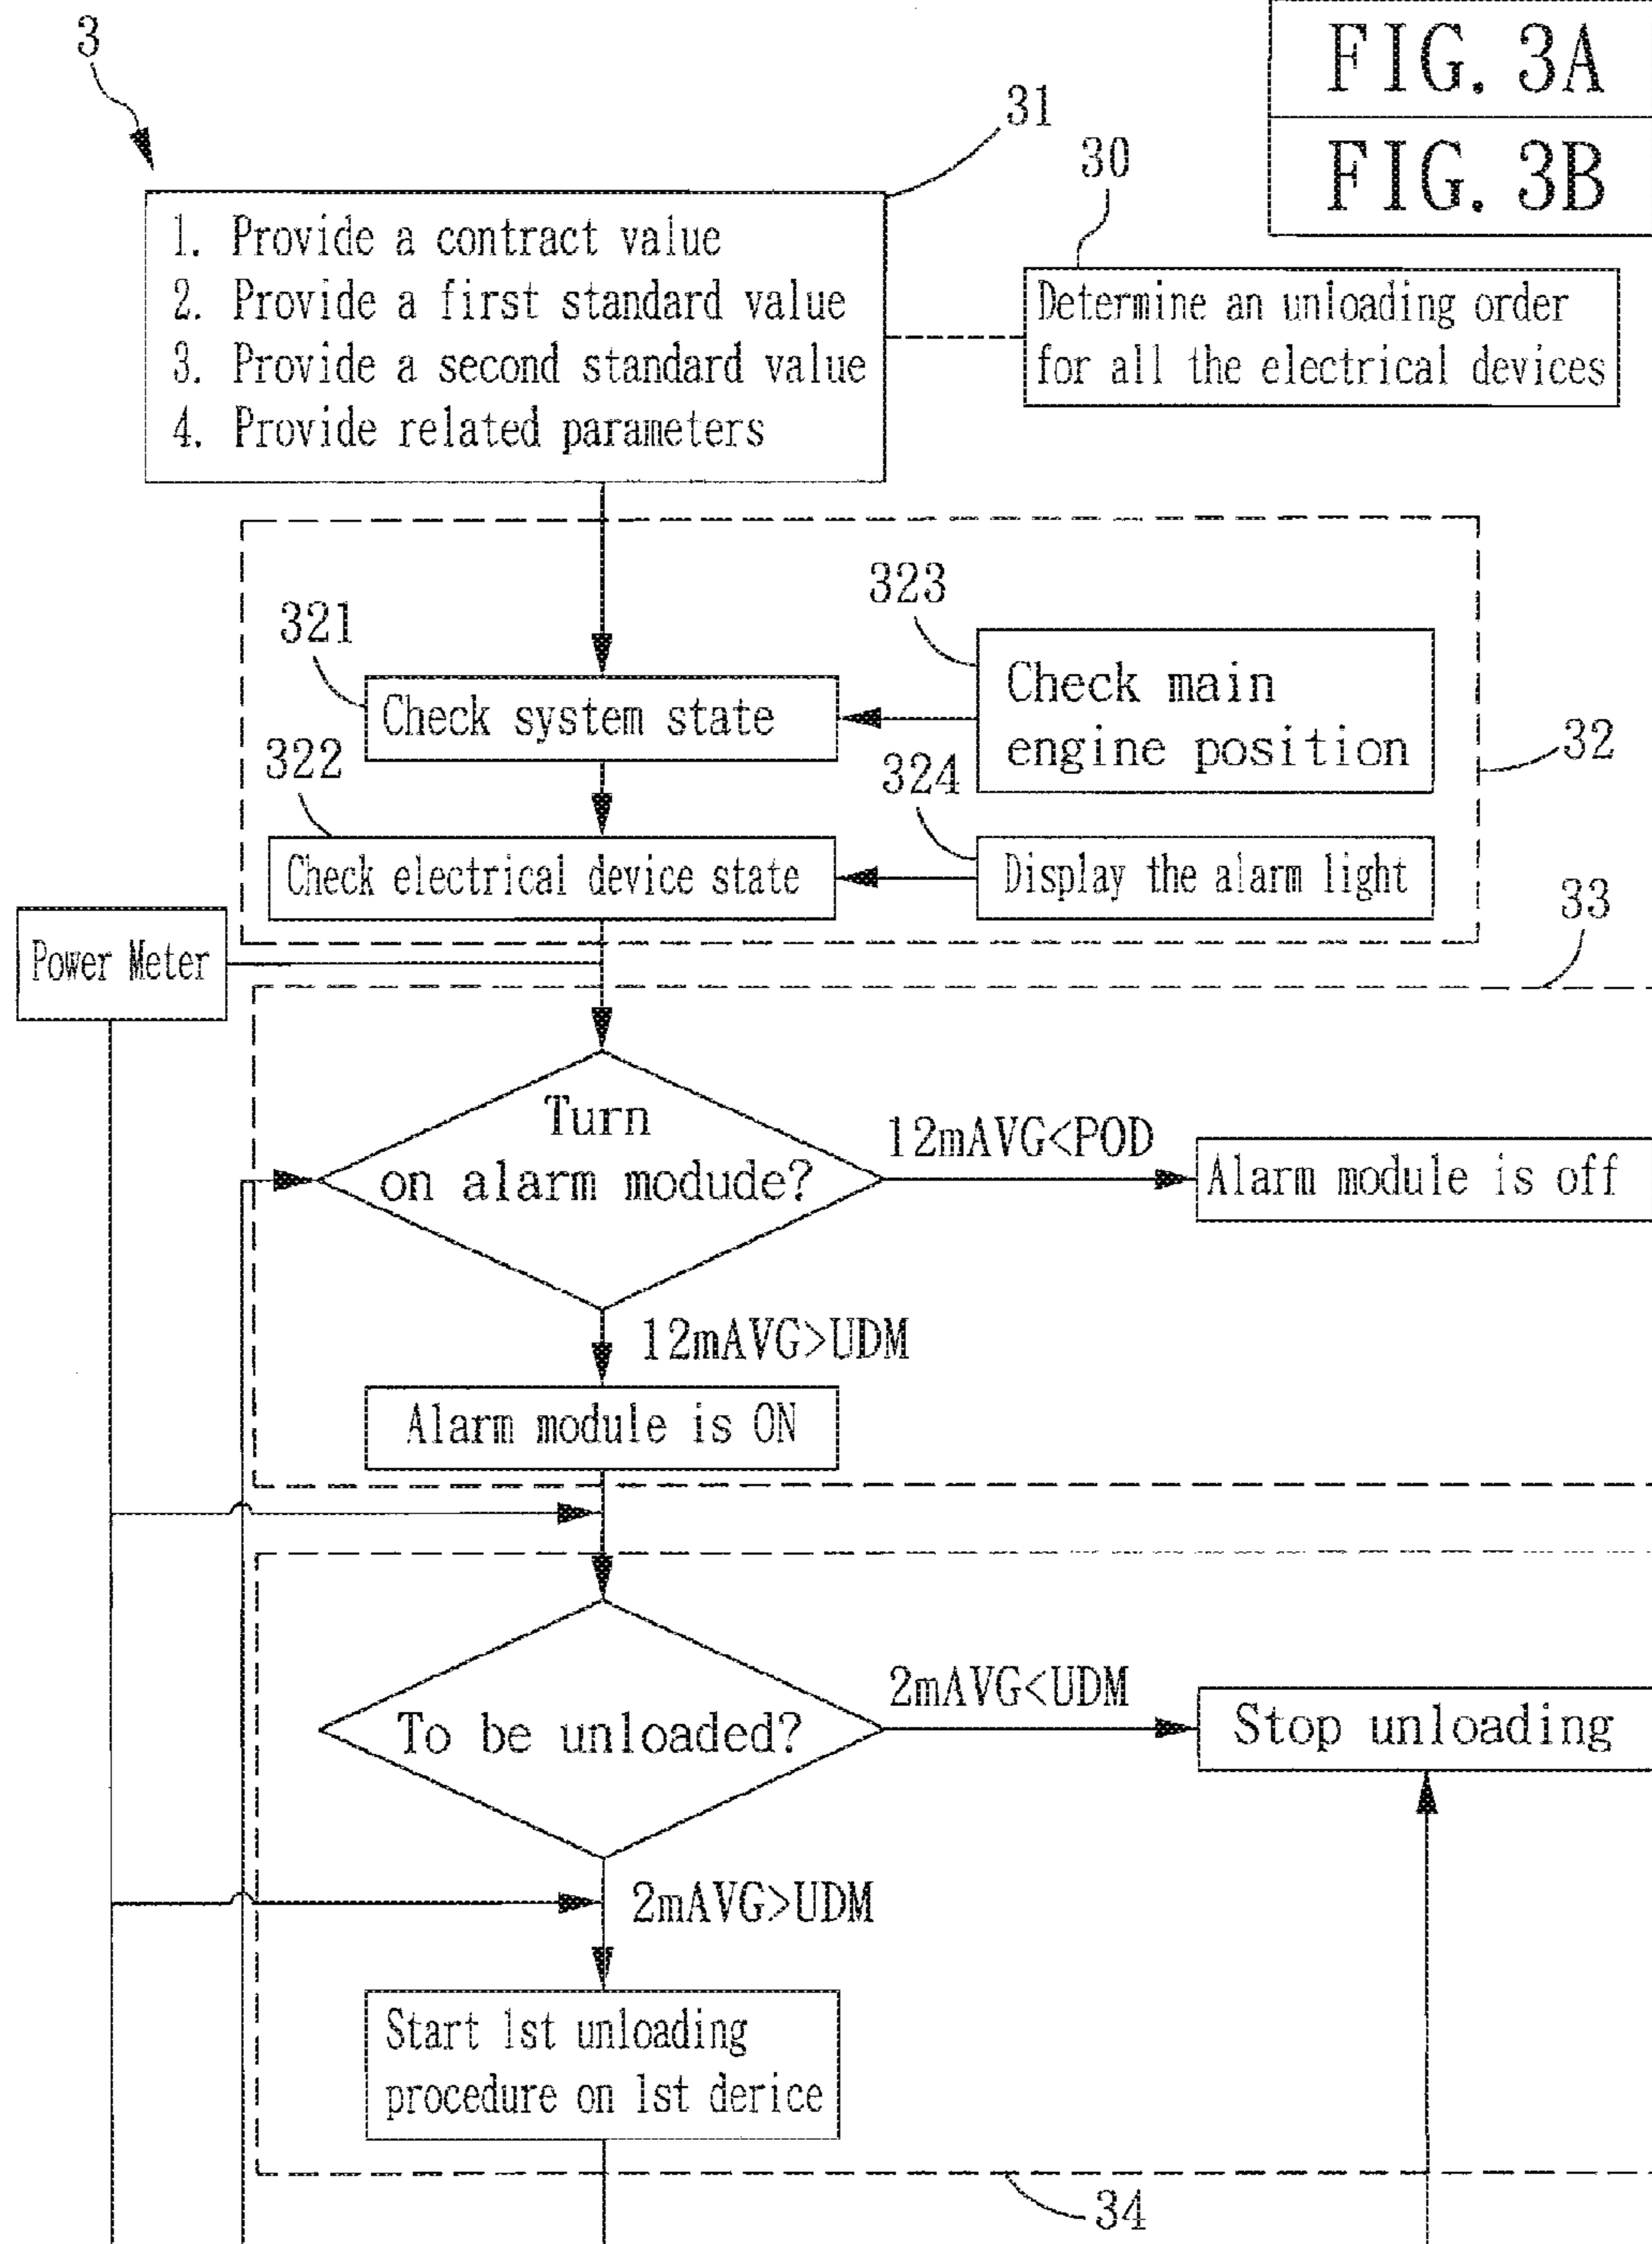 3
FIG. 3A
FIG. 3B
31
30
1. Provide a contract value
2. Provide a first standard value
3. Provide a second standard value
4. Provide related parameters
Determine an unloading order
for all the electrical devices
321
Check system state
323
Check main
engine position
32
322
Check electrical device state
324
Display the alarm light
Power Meter
33
Turn
on alarm modude?
12mAVG<POD
Alarm module is off
12mAVG>UDM
Alarm module is ON
To be unloaded?
2mAVG<UDM
Stop unloading
2mAVG>UDM
Start 1st unloading
procedure on 1st derice
34